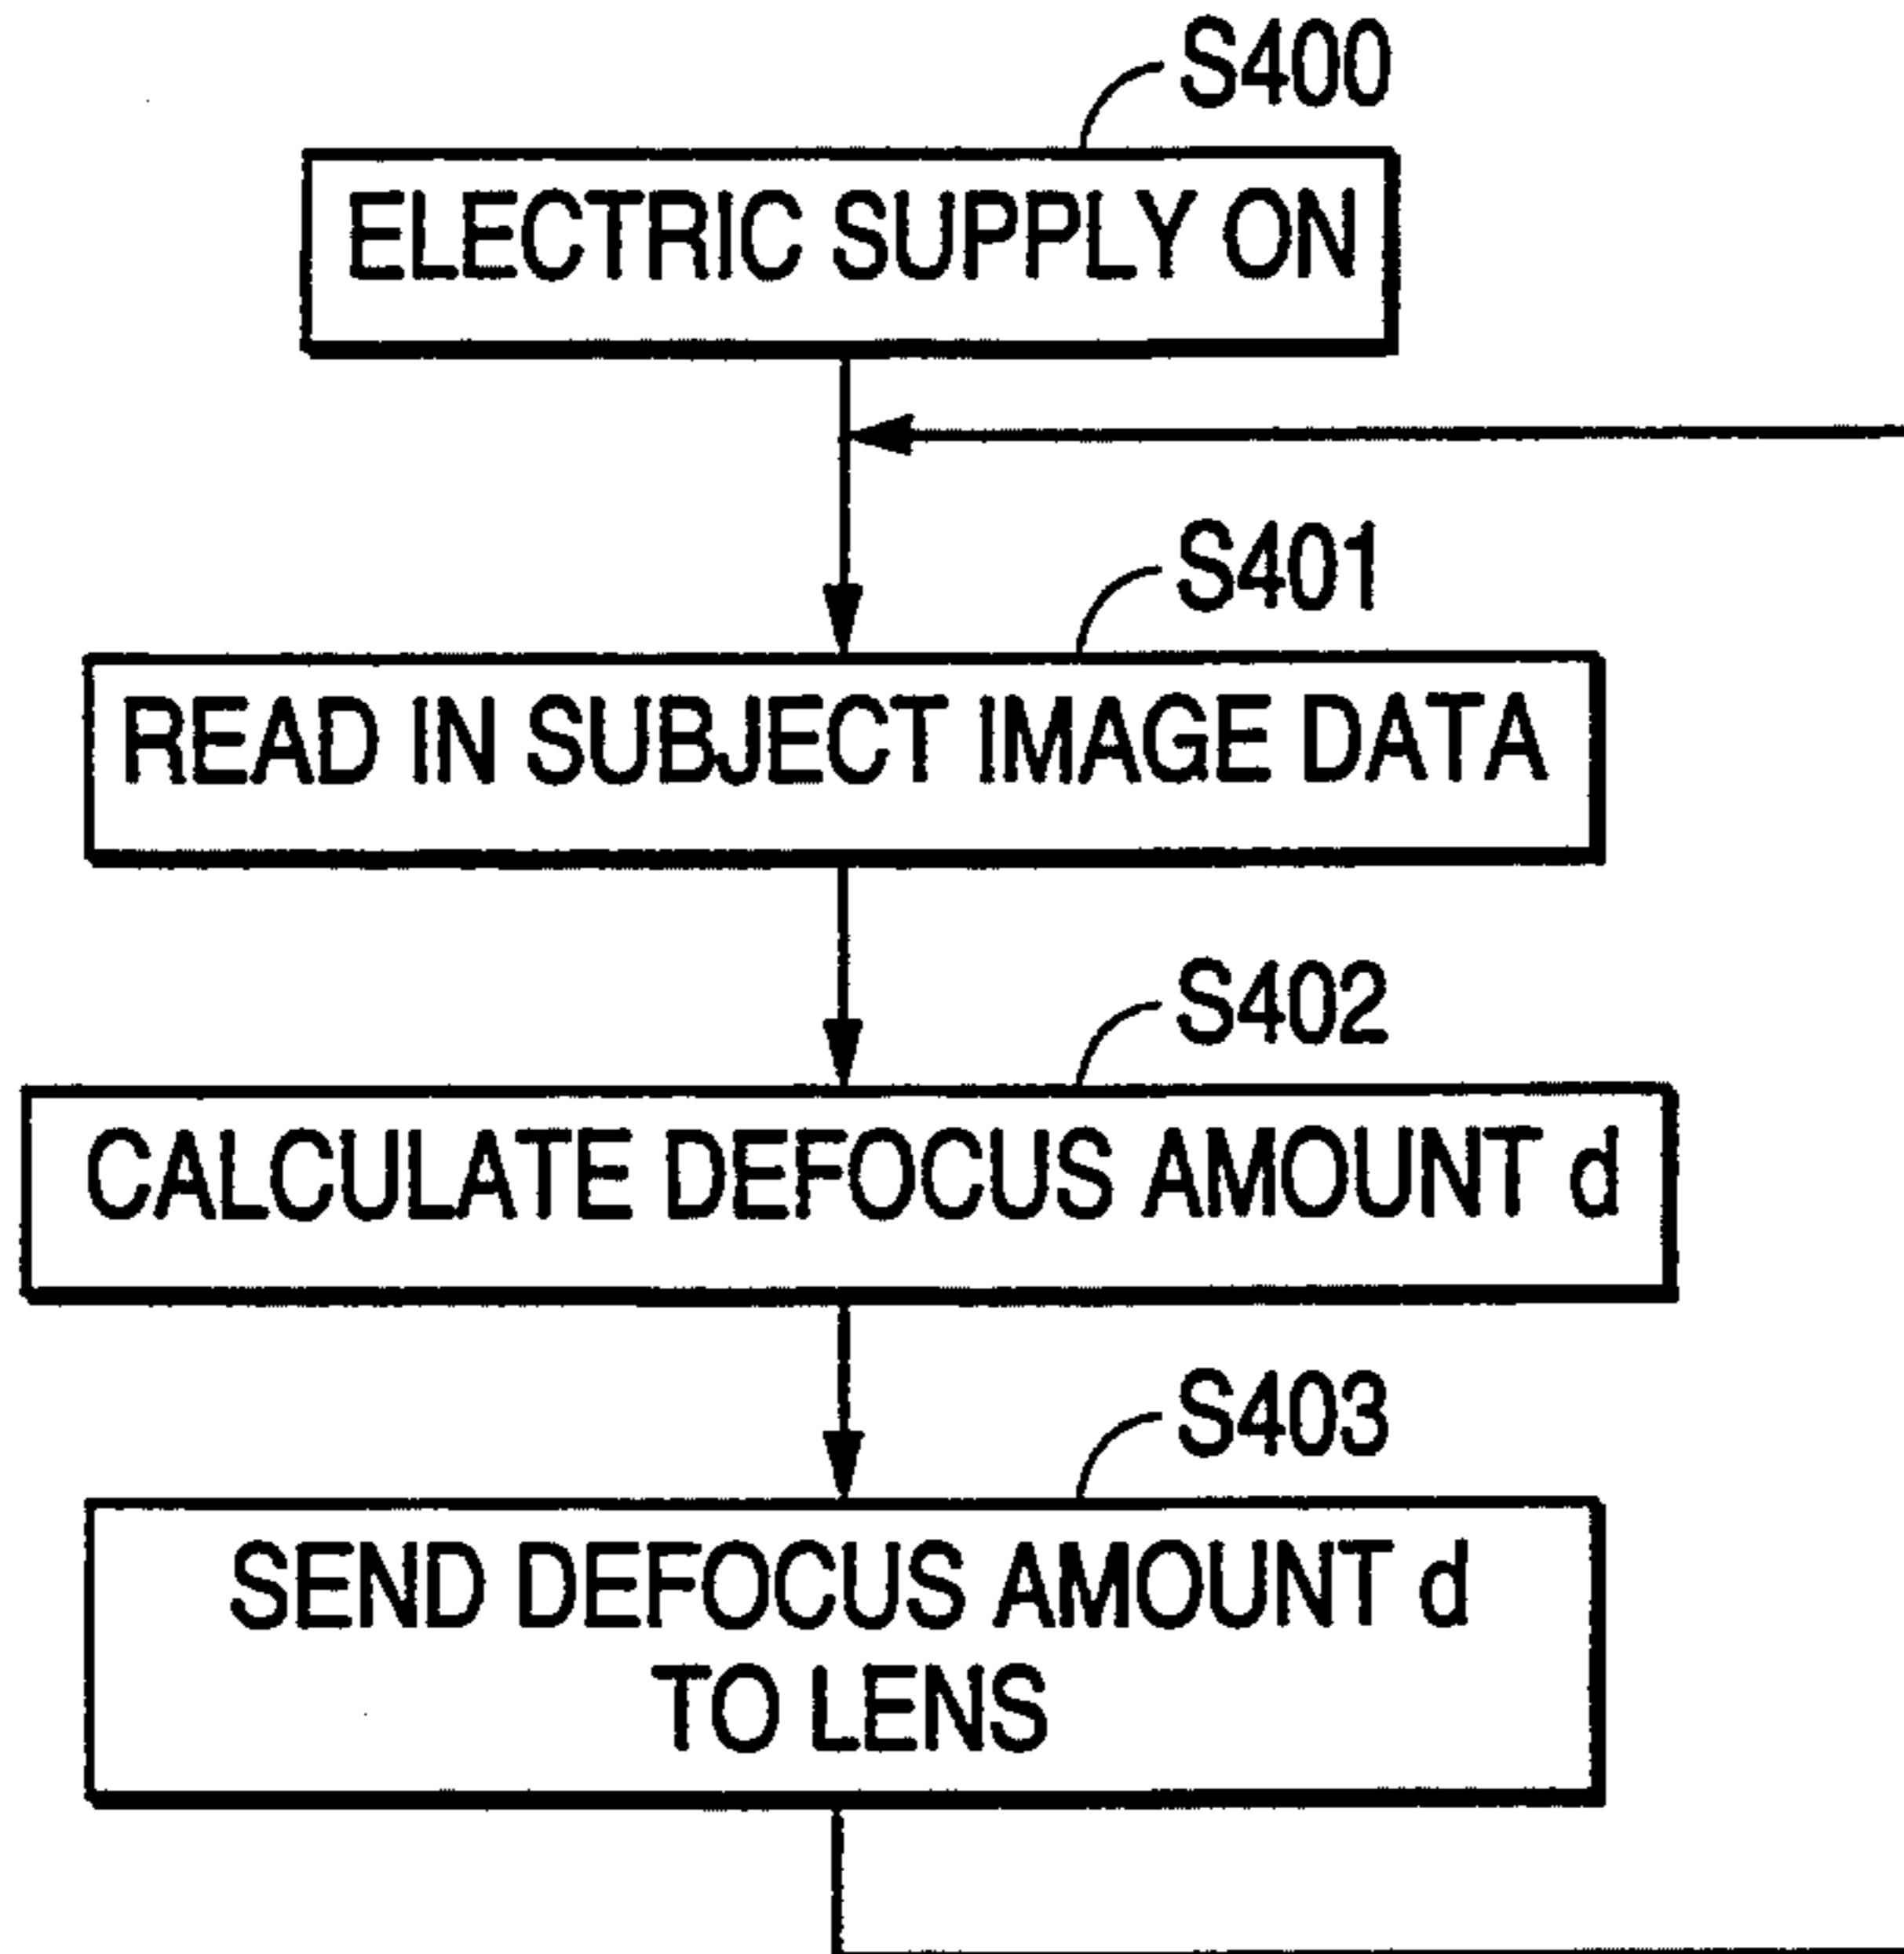 S400
ELECTRIC SUPPLY ON
S401
READ IN SUBJECT IMAGE DATA
S402
CALCULATE DEFOCUS AMOUNT d
S403
SEND DEFOCUS AMOUNT d
TO LENS